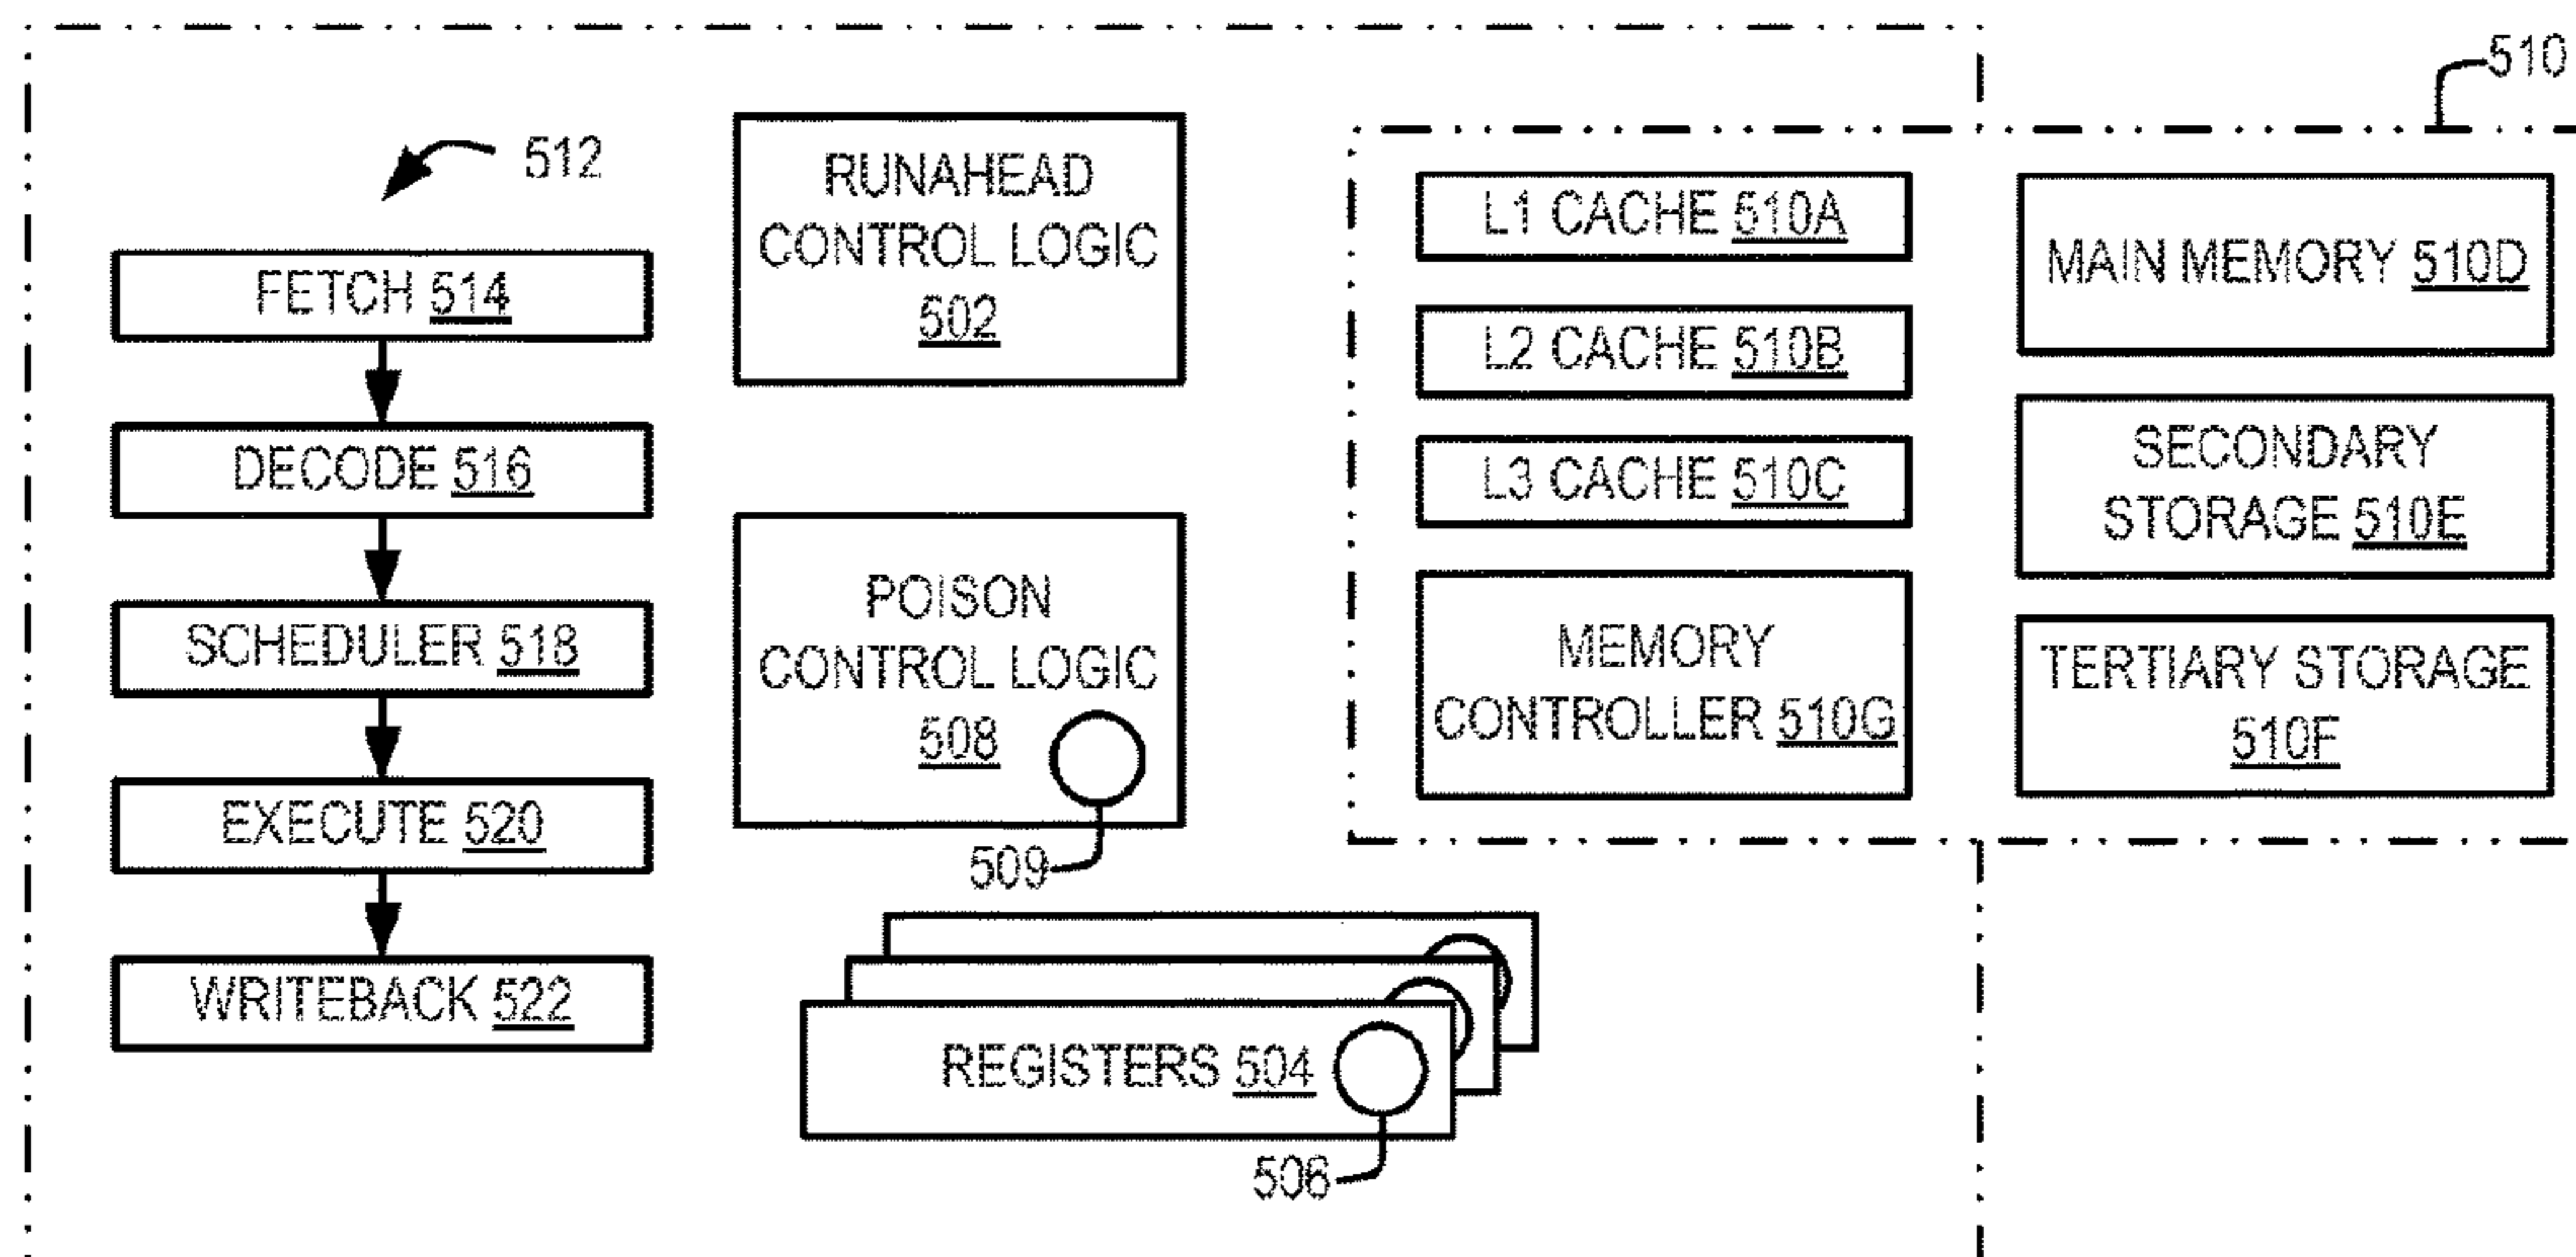 510
512
RUNAHEAD
CONTROL LOGIC
502
L1 CACHE 510A
MAIN MEMORY 510D
FETCH 514
L2 CACHE 510B
DECODE 516
L3 CACHE 510C
SECONDARY
STORAGE 510E
POISON
CONTROL LOGIC
508
509
SCHEDULER 518
MEMORY
CONTROLLER 510G
TERTIARY STORAGE
510F
EXECUTE 520
WRITEBACK 522
REGISTERS 504
506